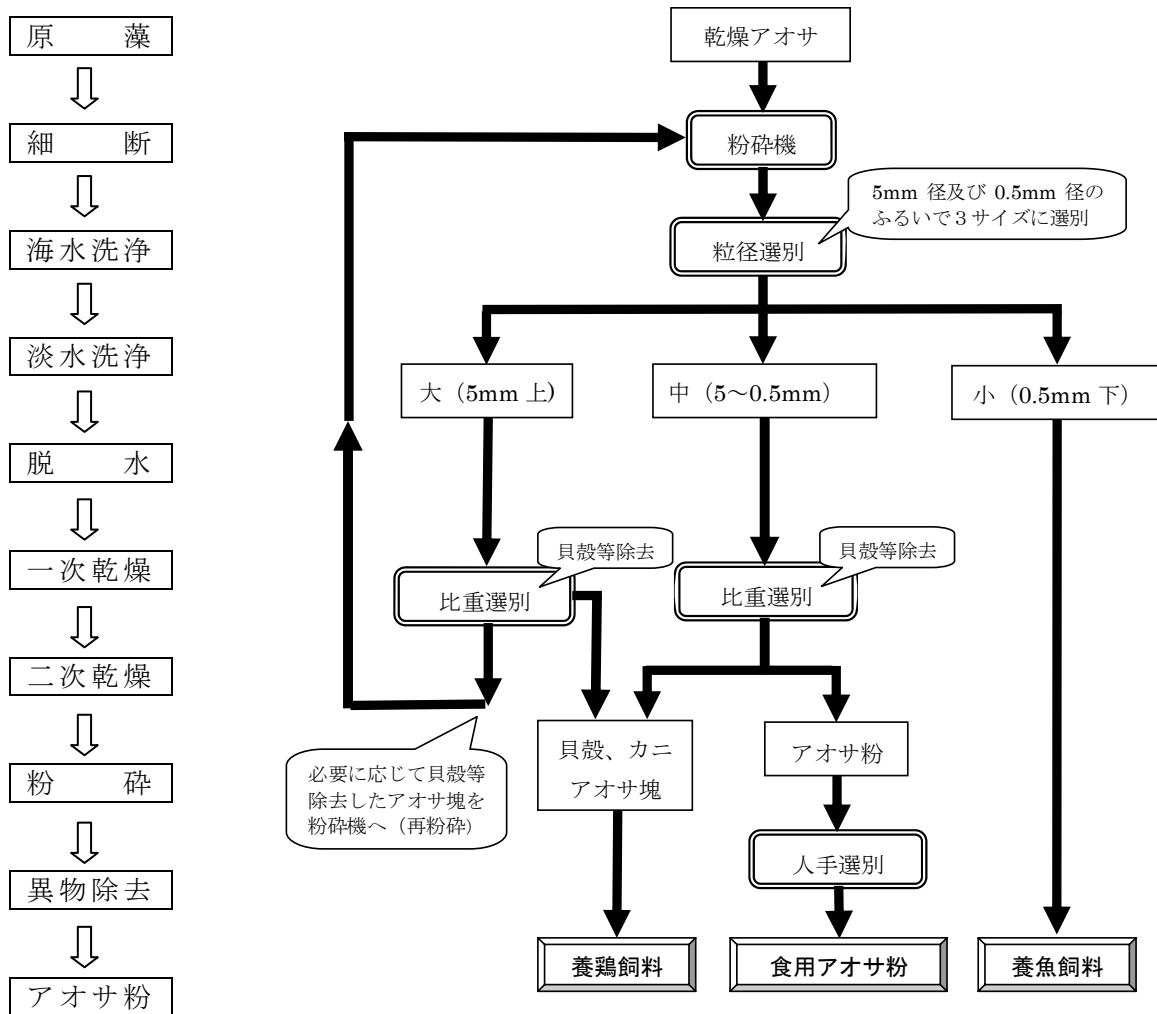 原　藻
細　断
海水洗浄
淡水洗浄
脱　水
一次乾燥
二次乾燥
粉　砕
異物除去
アオサ粉
乾燥アオサ
粉砕機
5mm 径及び 0.5mm 径の
ふるいで３サイズに選別
粒径選別
大（5mm 上）
中（5～0.5mm）
小（0.5mm 下）
貝殻等除去
貝殻等除去
比重選別
比重選別
貝殻、カニ
アオサ塊
アオサ粉
必要に応じて貝殻等
除去したアオサ塊を
粉砕機へ（再粉砕）
人手選別
養鶏飼料
食用アオサ粉
養魚飼料